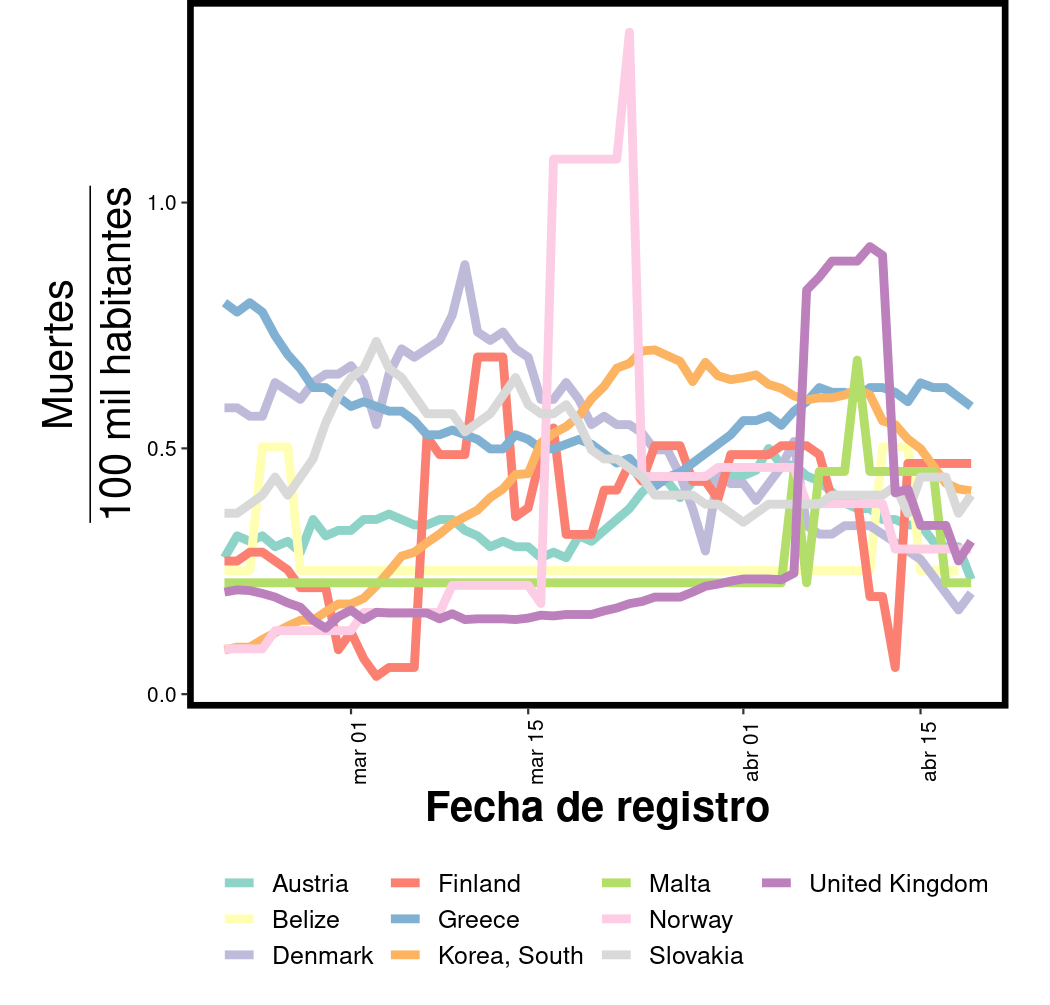 Muertes
100 mil habitantes
1.0
0.5
0.0
mar 01
mar 15
abr 01
abr 15
Fecha de registro
Austria Finland Malta United Kingdom
Belize Greece Norway
Denmark Korea, South Slovakia